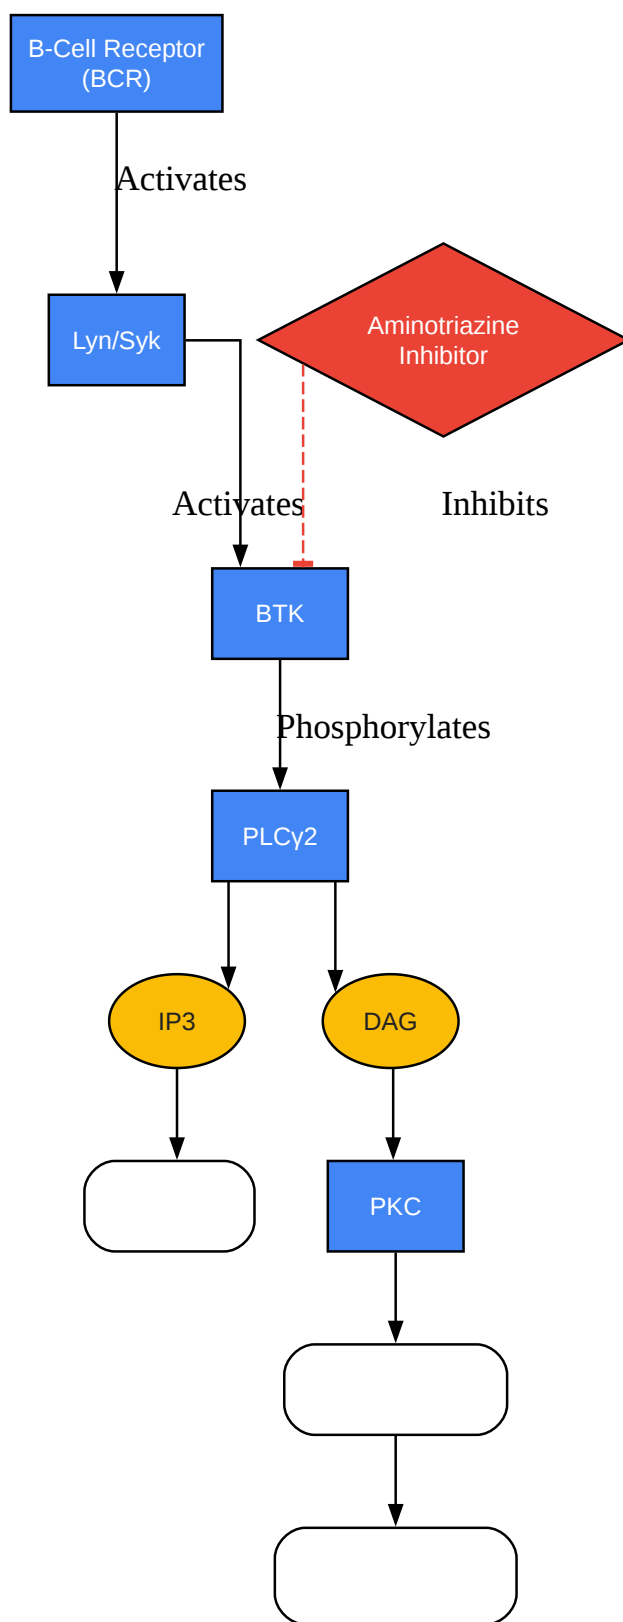 B-Cell Receptor
(BCR)
Activates
Lyn/Syk
Aminotriazine
Inhibitor
Activates
Inhibits
BTK
Phosphorylates
PLCγ2
IP3
DAG
PKC